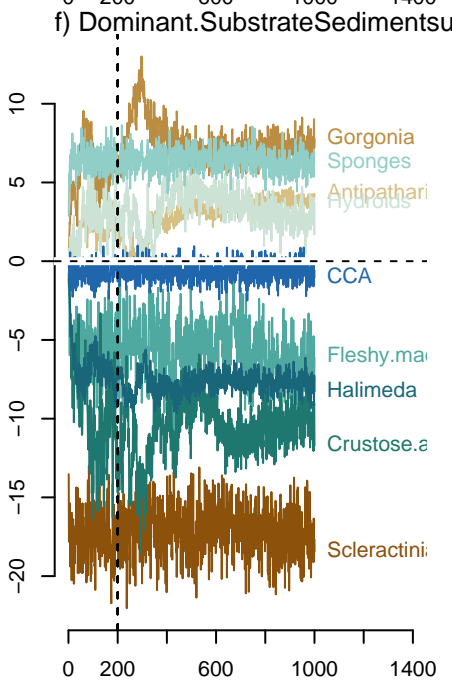 f) Dominant.SubstrateSedimentsu
10
5
0
−5
−10
−15
−20
Gorgonia
Sponges
Antipathari
Hydroids
CCA
Fleshy.mac
Halimeda
Crustose.a
Scleractinia
0 200 600 1000 1400